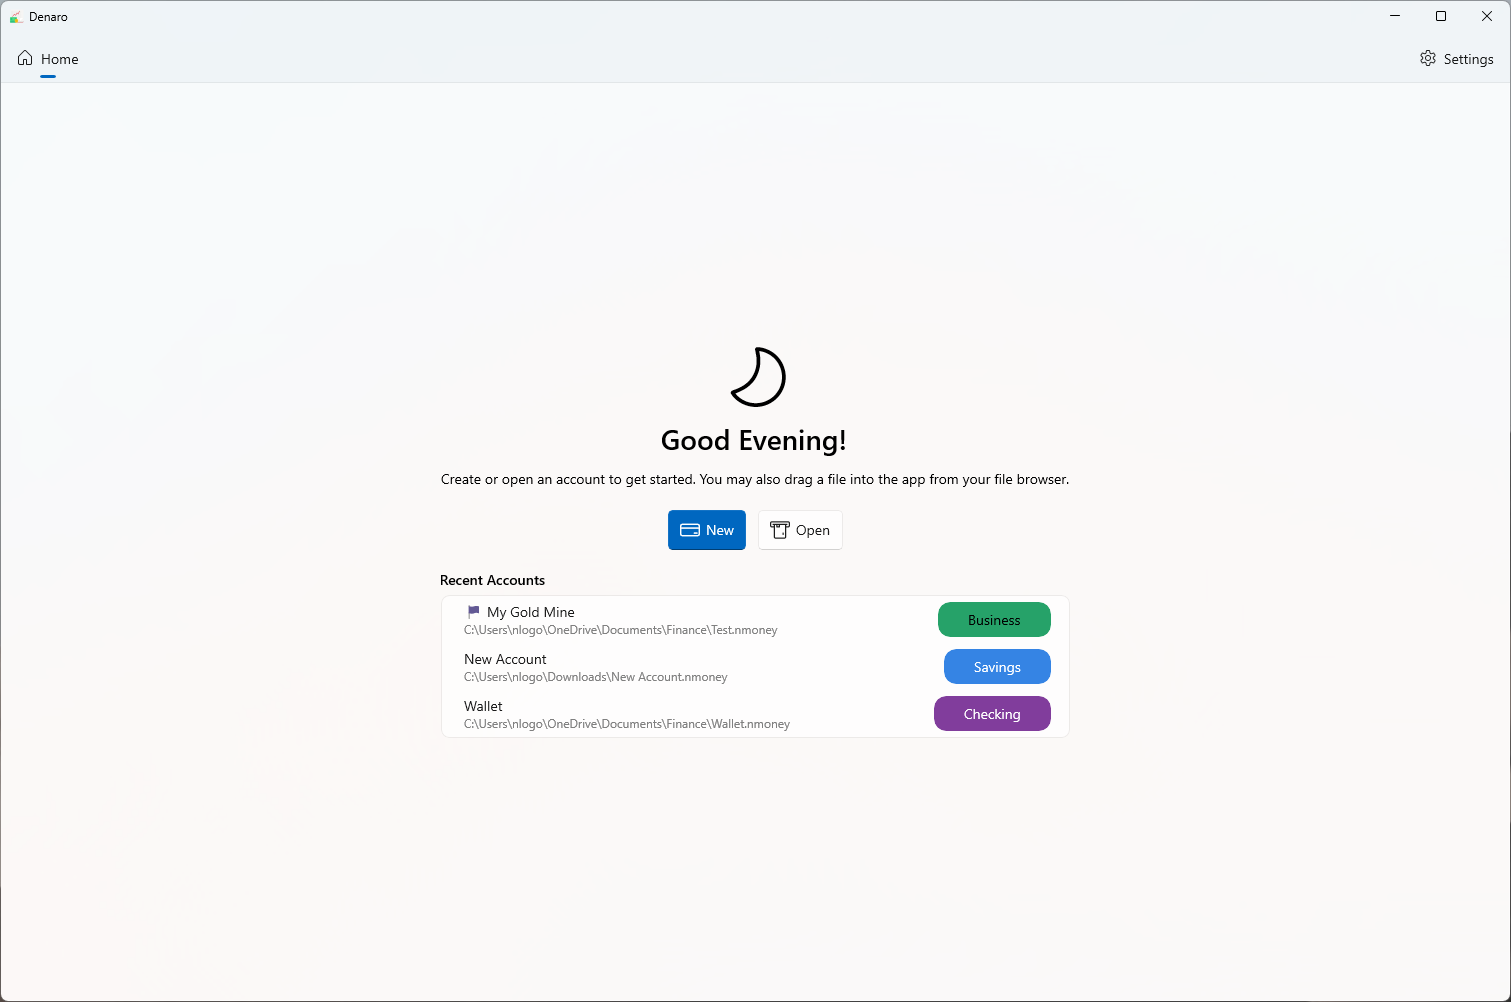 Denaro
Home
Settings
Good Evening!
Create or open an account to get started. You may also drag a file into the app from your file browser.
New
Open
Recent Accounts
My Gold Mine
C:\Users\nlogo\OneDrive\Documents\Finance\Test.nmoney
Business
New Account
C:\Users\nlogo\Downloads\New Account.nmoney
Savings
Wallet
C:\Users\nlogo\OneDrive\Documents\Finance\Wallet.nmoney
Checking